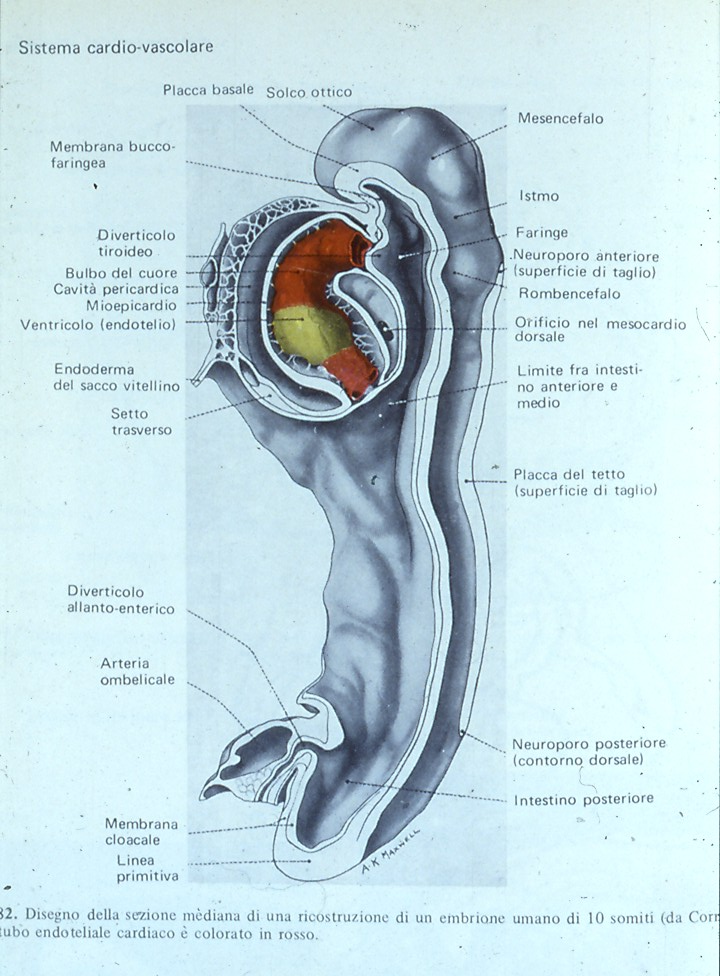 Sistema cardio-vascolare
Placca basale
Solco ottico
Mesencefalo
Membrana bucco-
faringea
Istmo
Faringe
Diverticolo
tiroideo
Neuroporo anteriore
(superficie di taglio)
Bulbo del cuore
Cavità pericardica
Rombencefalo
Mioepicardio
Ventricolo (endotelio)
Orificio nel mesocardio
dorsale
Endoderma
del sacco vitellino
Limite fra intesti-
no anteriore e
medio
Setto
trasverso
Placca del tetto
(superficie di taglio)
Diverticolo
allanto-enterico
Arteria
ombelicale
Neuroporo posteriore
(contorno dorsale)
Intestino posteriore
Membrana
cloacale
Linea
primitiva
A.K MAXWELL
82. Disegno della sezione mediana di una ricostruzione di un embrione umano di 10 somiti (da Corn
tubo endoteliale cardiaco è colorato in rosso.